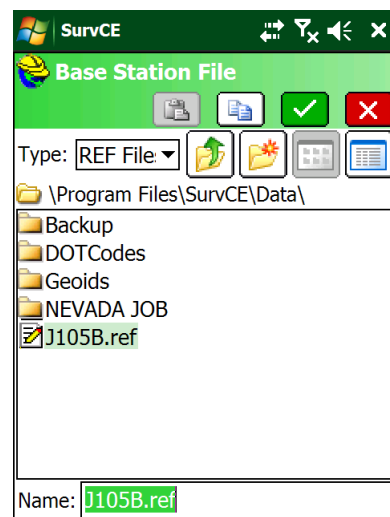 SurvCE
Base Station File
Type: REF File:
\Program Files\SurvCE\Data\
Backup
DOTCodes
Geoids
NEVADA JOB
J105B.ref
Name: J105B.ref